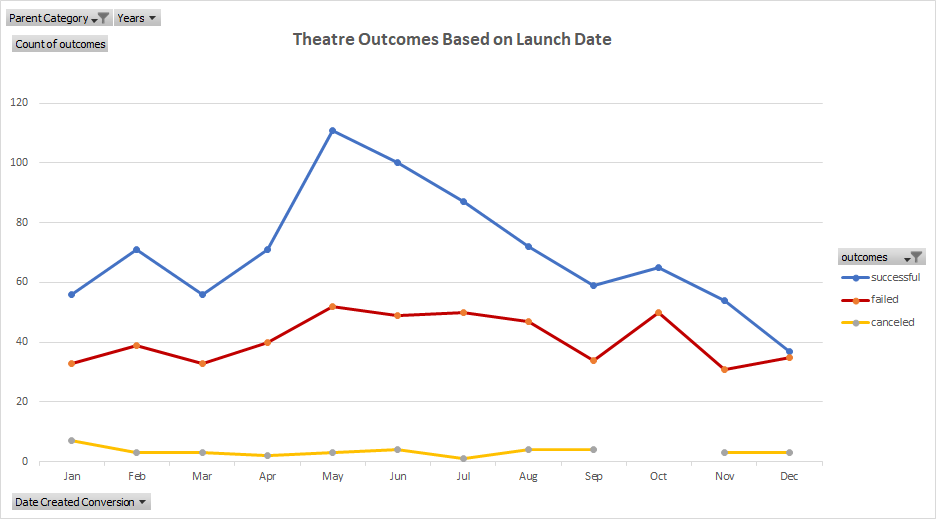 Parent Category Years
Count of outcomes
Theatre Outcomes Based on Launch Date
120
100
80
60
40
20
0
Jan Feb Mar Apr May Jun Jul Aug Sep Oct Nov Dec
outcomes
successful
failed
canceled
Date Created Conversion